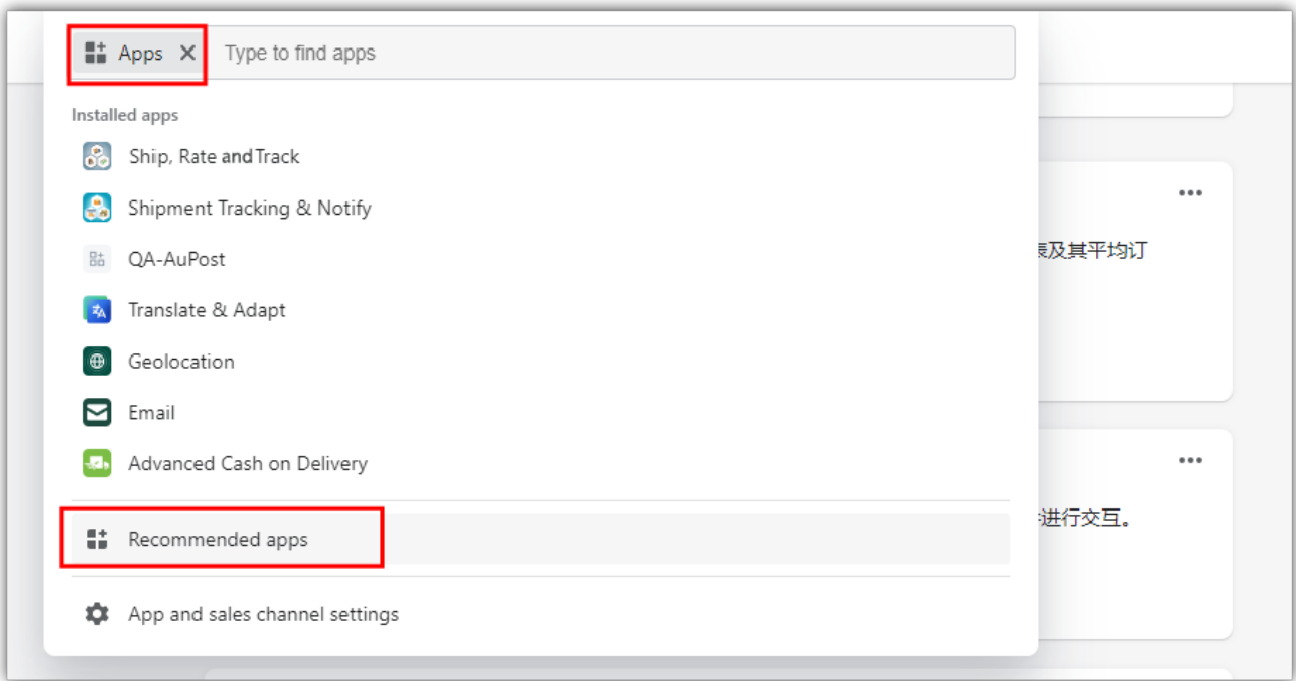 Apps
Type to find apps
Installed apps
Ship, Rate and Track
Shipment Tracking & Notify
QA-AuPost
Translate & Adapt
Geolocation
Email
Advanced Cash on Delivery
Recommended apps
App and sales channel settings
及其平均订
进行交互。